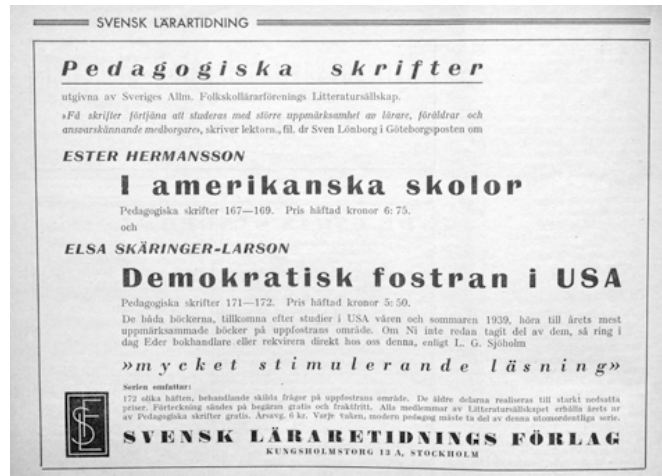 SVENSK LÄRARTIDNING
Pedagogiska skrifter
utgivna av Sveriges Allm. Folkskollärarförenings Litteratursällskap.
»Få skrifter förtjäna att studeras med större uppmärksamhet av lärare, föräldrar och
ansvarskännande medborgare», skriver lektorn, fil. dr Sven Lönborg i Göteborgsposten om
ESTER HERMANSSON
I amerikanska skolor
Pedagogiska skrifter 167—169. Pris häftad kronor 6: 75.
och
ELSA SKÄRINGER-LARSON
Demokratisk fostran i USA
Pedagogiska skrifter 171—172. Pris häftad kronor 5: 50.
De båda böckerna, tillkomna efter studier i USA våren och sommaren 1939, höra till årets mest
uppmärksammade böcker på uppfostrans område. Om Ni inte redan tagit del av dem, så ring i
dag Eder bokhandlare eller rekvirera direkt hos oss denna, enligt L. G. Sjöholm
»mycket stimulerande läsning»
Serien omfattar:
172 olika häften, behandlande skilda frågor på uppfostrans område. De äldre delarna realiseras till starkt nedsatta
priser. Förteckning sändes på begäran gratis och fraktfritt. Alla medlemmar av Litteratursällskapet erhålla årets nr
av Pedagogiska skrifter gratis. Årsavg. 6 kr. Varje vaken, modern pedagog måste ta del av denna utomordentliga serie.
SVENSK LÄRARETIDNINGS FÖRLAG
KUNGSHOLMSTORG 13 A, STOCKHOLM